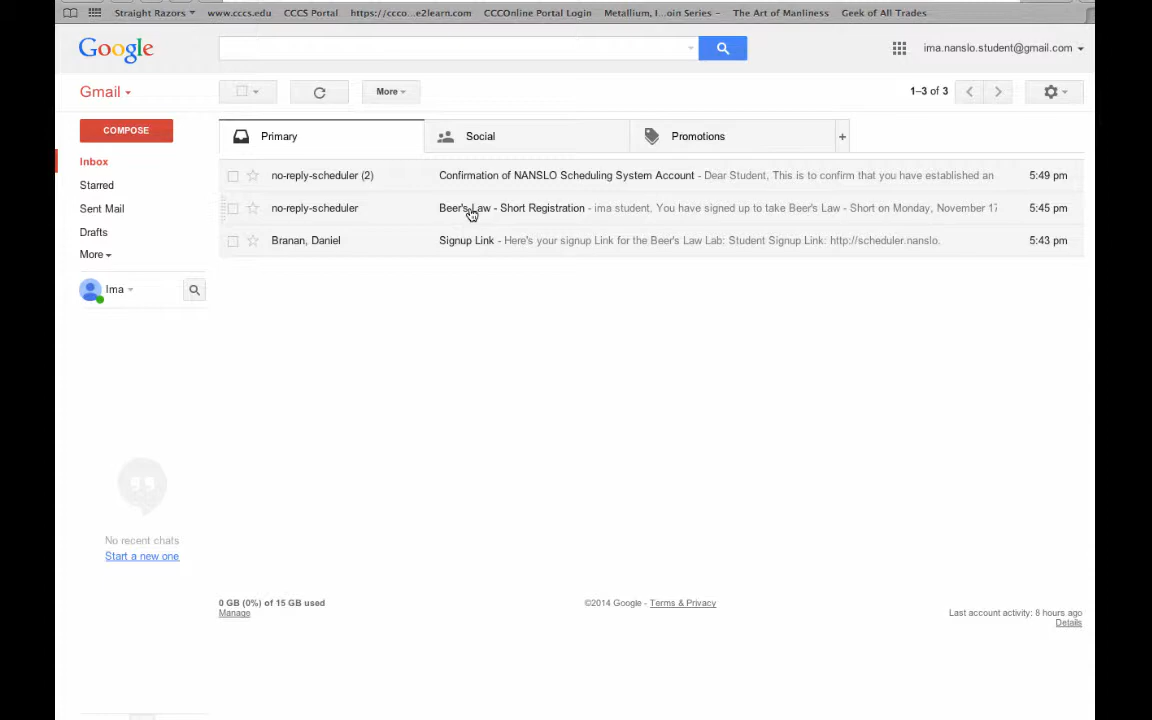 Straight Razors www.cccs.edu CCCS Portal https://ccco...e2learn.com CCCOnline Portal Login Metallium, I...oin Series – The Art of Manliness Geek of All Trades
Google ima.nanslo.student@gmail.com
Gmail More 1–3 of 3
COMPOSE Primary Social Promotions +
Inbox
no-reply-scheduler (2) Confirmation of NANSLO Scheduling System Account - Dear Student, This is to confirm that you have established an 5:49 pm
Starred
no-reply-scheduler Beer's Law - Short Registration - ima student, You have signed up to take Beer's Law - Short on Monday, November 17 5:45 pm
Sent Mail
Drafts
Branan, Daniel Signup Link - Here's your signup Link for the Beer's Law Lab: Student Signup Link: http://scheduler.nanslo. 5:43 pm
More
Ima
No recent chats
Start a new one
0 GB (0%) of 15 GB used ©2014 Google - Terms & Privacy
Manage Last account activity: 8 hours ago
Details